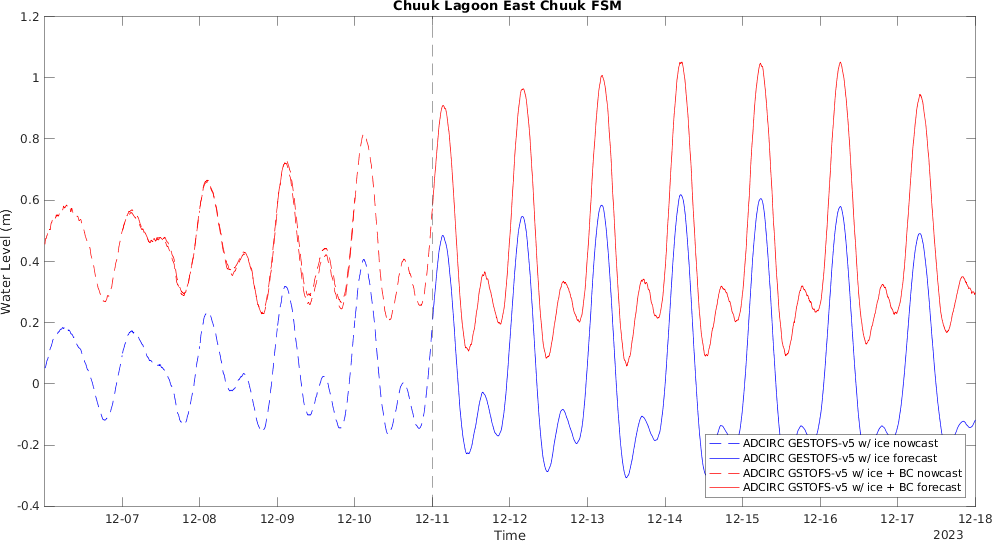 Chuuk Lagoon East Chuuk FSM
1.2
1
0.8
0.6
0.4
0.2
0
-0.2
-0.4
Water Level (m)
12-07 12-08 12-09 12-10 12-11 12-12 12-13 12-14 12-15 12-16 12-17 12-18
Time
2023
ADCIRC GESTOFS-v5 w/ ice nowcast
ADCIRC GESTOFS-v5 w/ ice forecast
ADCIRC GSTOFS-v5 w/ ice + BC nowcast
ADCIRC GSTOFS-v5 w/ ice + BC forecast